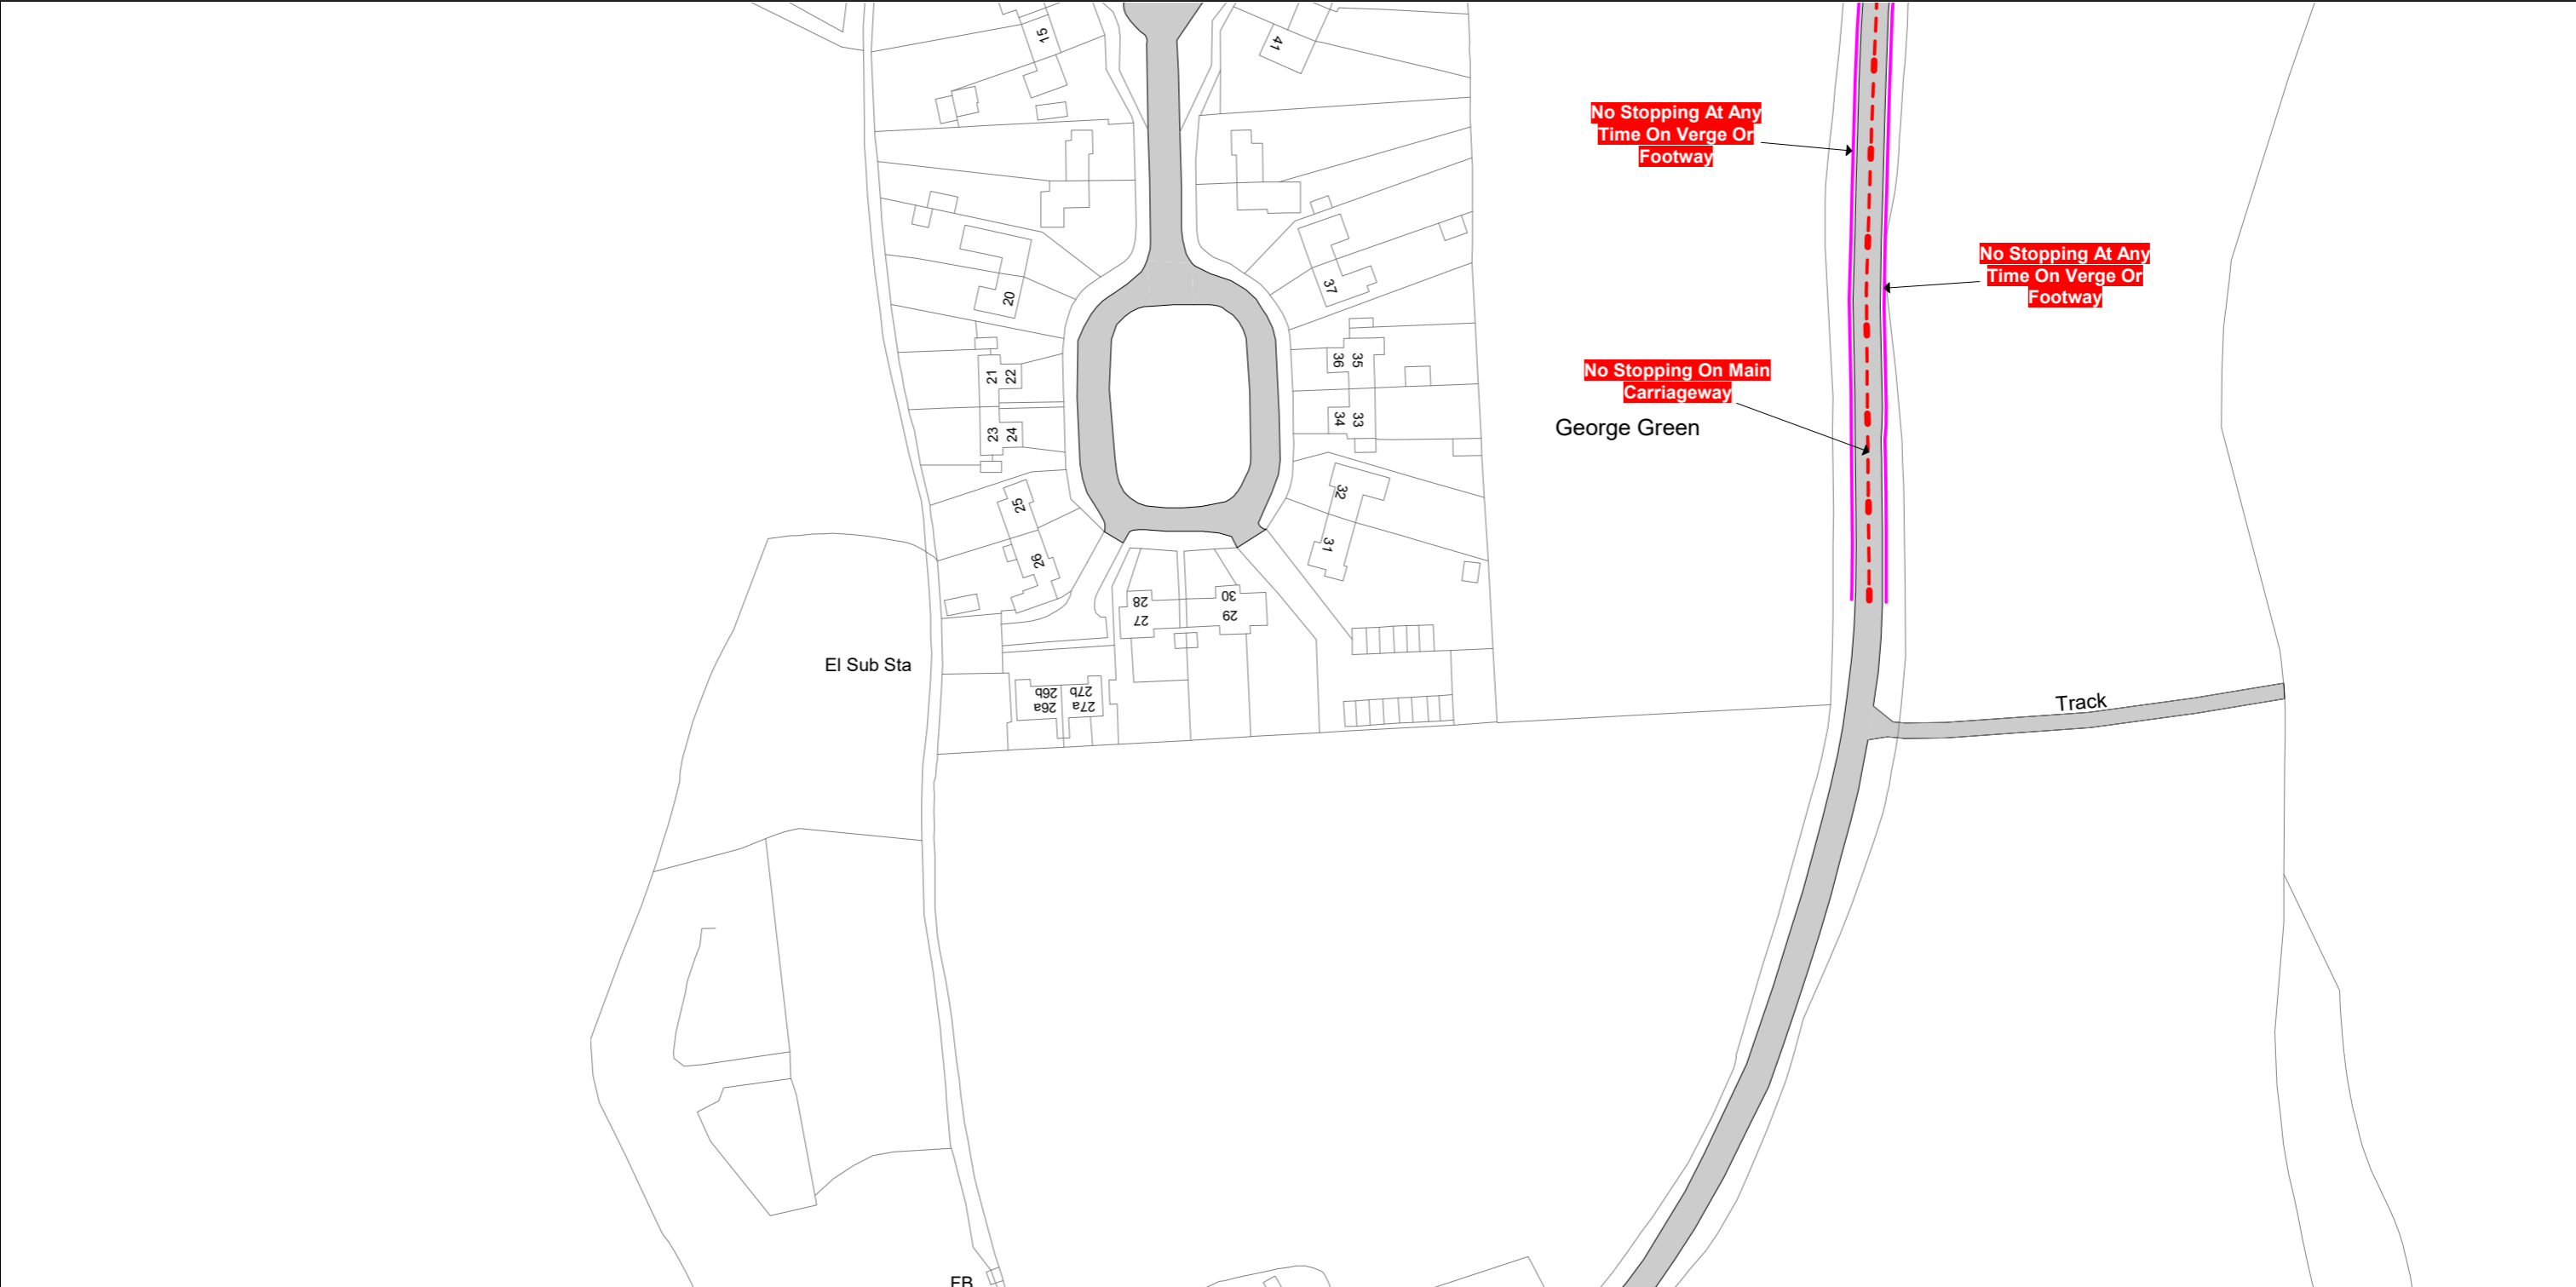 15
41
No Stopping At Any
Time On Verge Or
Footway
No Stopping At Any
Time On Verge Or
Footway
20
37
36 35
21 22
No Stopping On Main
Carriageway
34 33
23 24
George Green
32
25
31
26
28
27
30
29
El Sub Sta
26b 27b
26a 27a
Track
FB